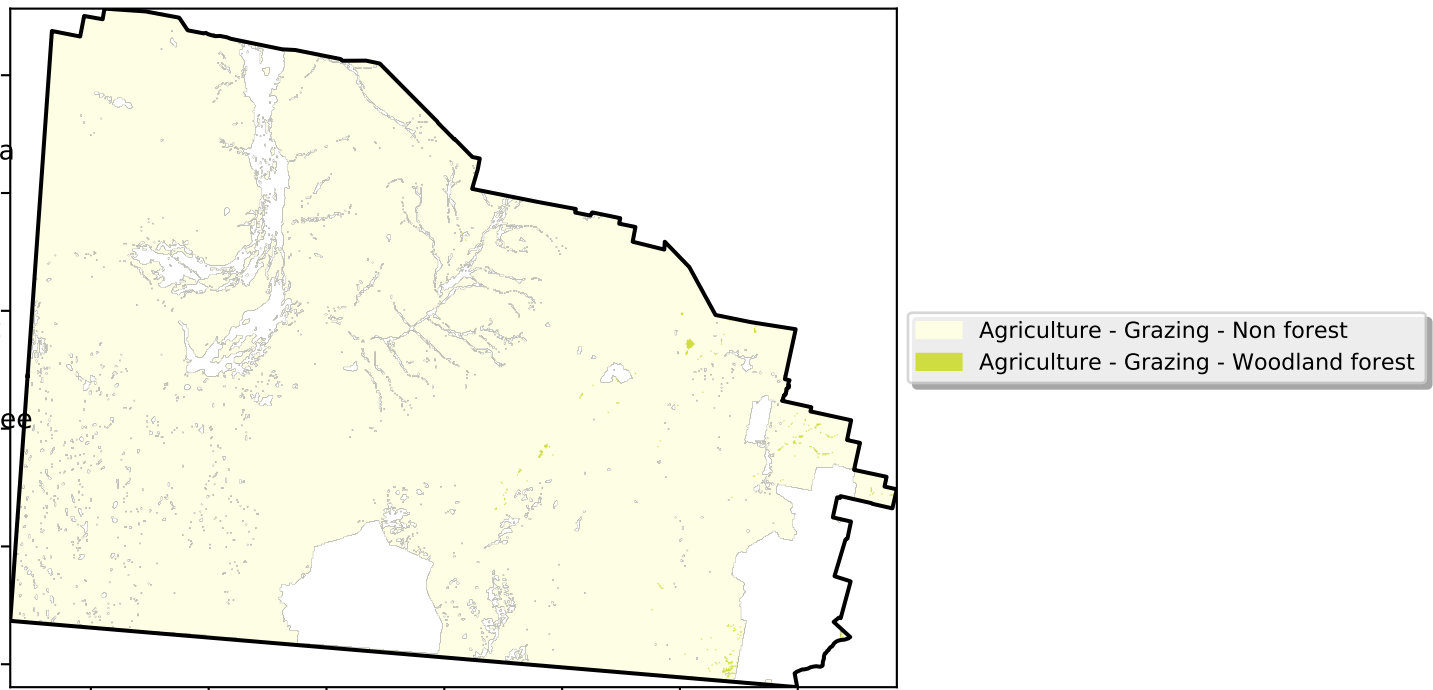 a
Agriculture - Grazing - Non forest
Agriculture - Grazing - Woodland forest
ee